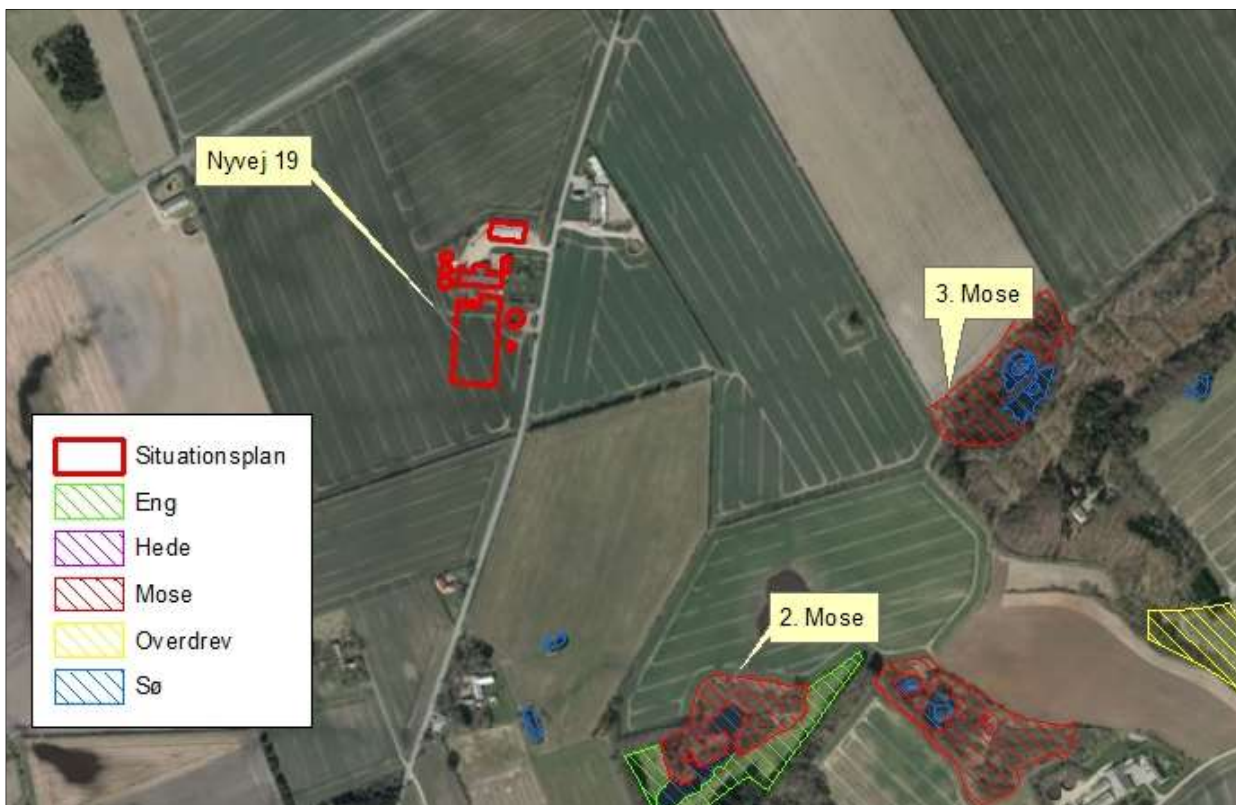 Nyvej 19
3. Mose
Situationsplan
Eng
Hede
Mose
Overdrev
Sø
2. Mose